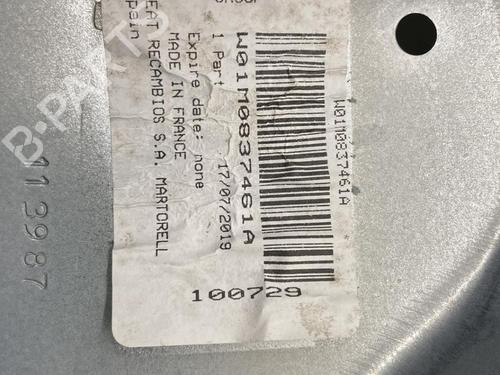 W01M0837461A
W01M0837461A
1 Part 17/07/2019
Expire date: none
MADE IN FRANCE
EAT RECAMBIOS S.A. MARTORELL
pain
100729
113987
B-PARTS